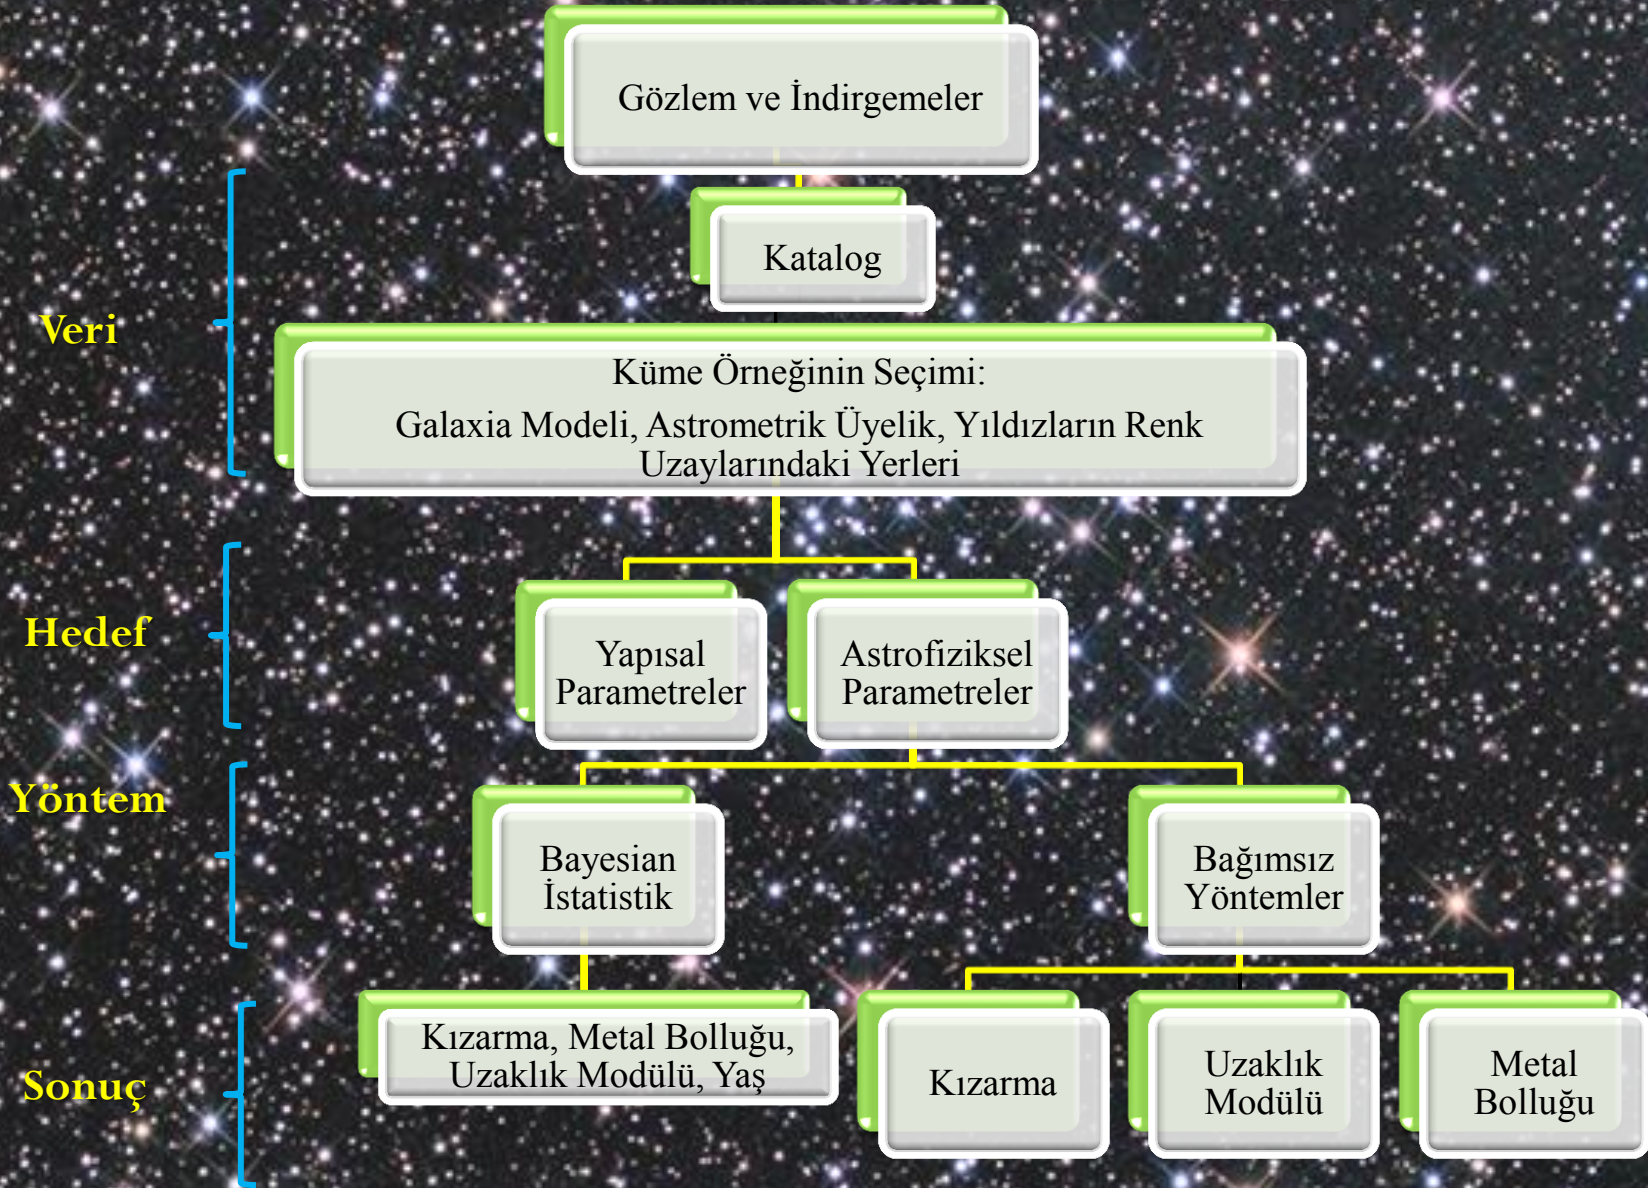 Gözlem ve İndirgemeler
Katalog
Veri
Küme Örneğinin Seçimi:
Galaxia Modeli, Astrometrik Üyelik, Yıldızların Renk
Uzaylarındaki Yerleri
Hedef
Yapısal
Parametreler
Astrofiziksel
Parametreler
Yöntem
Bayesian
İstatistik
Bağımsız
Yöntemler
Sonuç
Kızarma, Metal Bolluğu,
Uzaklık Modülü, Yaş
Kızarma
Uzaklık
Modülü
Metal
Bolluğu